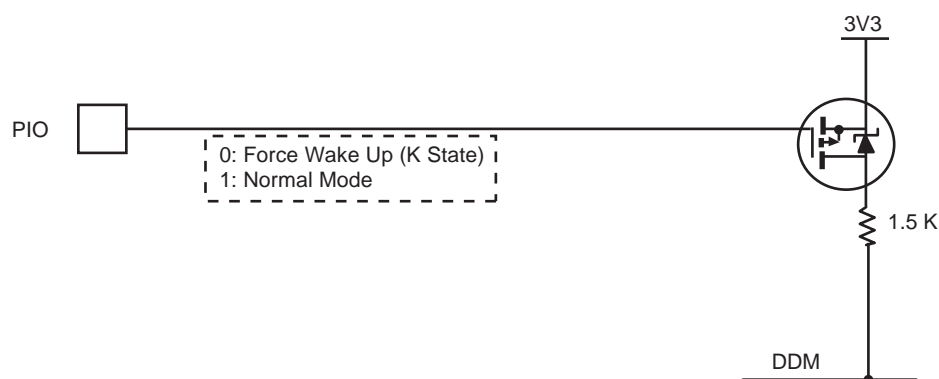 3V3
PIO
0: Force Wake Up (K State)
1: Normal Mode
1.5 K
DDM